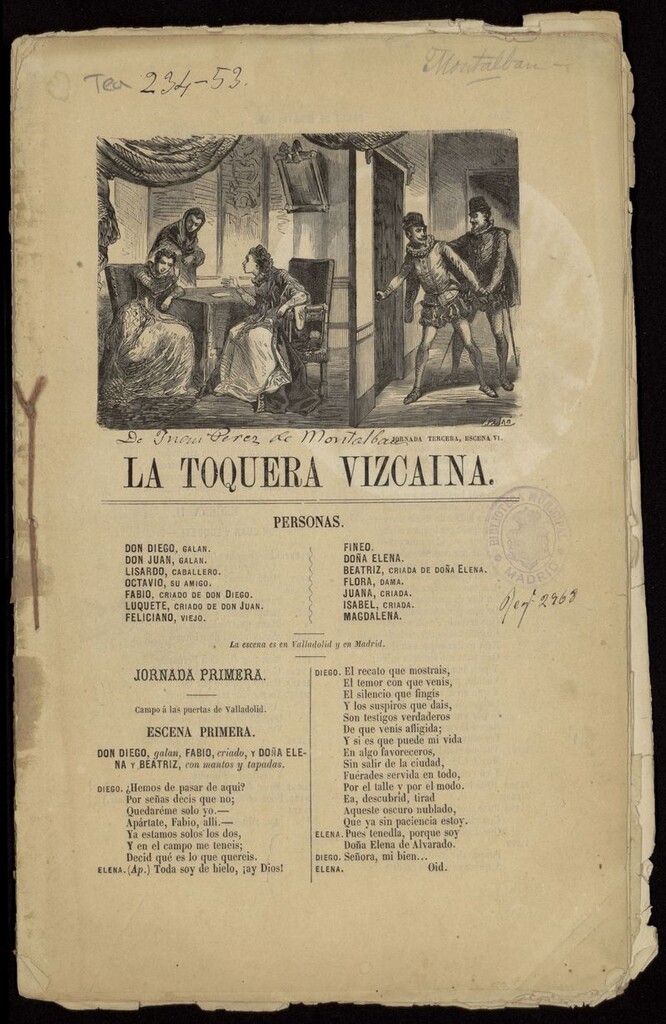 Tea 234-53.
Montalban
De Juan Perez de Montalban
JORNADA TERCERA, ESCENA VI.
LA TOQUERA VIZCAINA.
PERSONAS.
DON DIEGO, GALAN.
DON JUAN, GALAN.
LISARDO, CABALLERO.
OCTAVIO, SU AMIGO.
FABIO, CRIADO DE DON DIEGO.
LUQUETE, CRIADO DE DON JUAN.
FELICIANO, VIEJO.
FINEO.
DOÑA ELENA.
BEATRIZ, CRIADA DE DOÑA ELENA.
FLORA, DAMA.
JUANA, CRIADA.
ISABEL, CRIADA.
MAGDALENA.
BIBLIOTECA MUNICIPAL
MADRID
2968
La escena es en Valladolid y en Madrid.
JORNADA PRIMERA.
Campo á las puertas de Valladolid.
ESCENA PRIMERA.
DON DIEGO, galan, FABIO, criado, Y DOÑA ELE-
NA Y BEATRIZ, con mantos y tapadas.
DIEGO. ¿Hemos de pasar de aqui?
Por señas decis que no;
Quedaréme solo yo.—
Apártate, Fabio, allí.—
Ya estamos solos los dos,
Y en el campo me teneis;
Decid qué es lo que quereis.
ELENA. (Ap.) Toda soy de hielo, ¡ay Dios!
DIEGO. El recato que mostrais,
El temor con que venis,
El silencio que fingis
Y los suspiros que dais,
Son testigos verdaderos
De que venis afligida;
Y si es que puede mi vida
En algo favoreceros,
Sin salir de la ciudad,
Fuérades servida en todo,
Por el talle y por el modo.
Ea, descubrid, tirad
Aqueste oscuro nublado,
Que ya sin paciencia estoy.
ELENA. Pues tenedla, porque soy
Doña Elena de Alvarado.
DIEGO. Señora, mi bien...
ELENA. Oid.